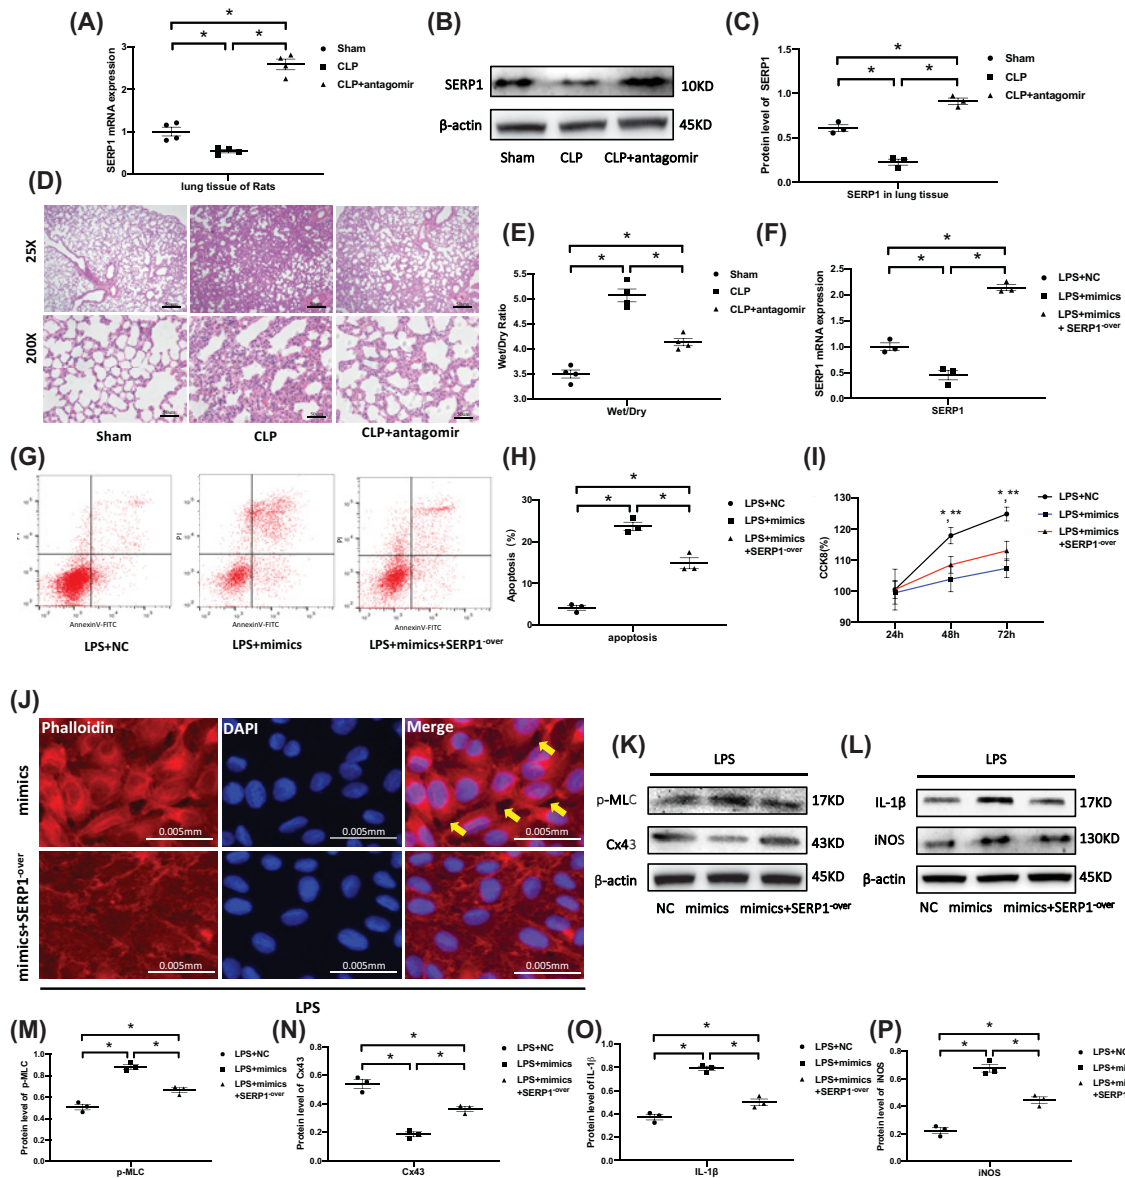 (A)
SERP1 mRNA expression
3
2
1
0
*
*
*
lung tissue of Rats
Sham
CLP
CLP+antagomir
(B)
SERP1
10KD
β-actin
45KD
Sham CLP CLP+antagomir
(C)
Protein level of SERP1
1.5
1.0
0.5
0.0
*
*
*
SERP1 in lung tissue
Sham
CLP
CLP+antagomir
(D)
25X
200X
Sham CLP CLP+antagomir
(E)
Wet/Dry Ratio
5.5
5.0
4.5
4.0
3.5
3.0
*
*
*
Wet/Dry
Sham
CLP
CLP+antagomir
(F)
SERP1 mRNA expression
2.5
2.0
1.5
1.0
0.5
0.0
*
*
*
SERP1
LPS+NC
LPS+mimics
LPS+mimics
+ SERP1-over
(G)
PI
AnnexinV-FITC
LPS+NC
PI
AnnexinV-FITC
LPS+mimics
PI
AnnexinV-FITC
LPS+mimics+SERP1-over
(H)
Apoptosis (%)
30
20
10
0
*
*
*
apoptosis
LPS+NC
LPS+mimics
LPS+mimics
+SERP1-over
(I)
CCK8(%)
130
120
110
100
90
*,**
*,**
24h 48h 72h
LPS+NC
LPS+mimics
LPS+mimics
+SERP1-over
(J)
mimics
mimics+SERP1-over
Phalloidin DAPI Merge
0.005mm 0.005mm 0.005mm
0.005mm 0.005mm 0.005mm
LPS
(K)
LPS
p-MLC
17KD
Cx43
43KD
β-actin
45KD
NC mimics mimics+SERP1-over
(L)
LPS
IL-1β
17KD
iNOS
130KD
β-actin
45KD
NC mimics mimics+SERP1-over
(M)
Protein level of p-MLC
1.0
0.8
0.6
0.4
0.2
0.0
*
*
*
p-MLC
LPS+NC
LPS+mimics
LPS+mimics
+SERP1-over
(N)
Protein level of Cx43
0.8
0.6
0.4
0.2
0.0
*
*
*
Cx43
LPS+NC
LPS+mimics
LPS+mimics
+SERP1-over
(O)
Protein level of IL-1β
1.0
0.8
0.6
0.4
0.2
0.0
*
*
*
IL-1β
LPS+NC
LPS+mimics
LPS+mimics
+SERP1-over
(P)
Protein level of iNOS
0.8
0.6
0.4
0.2
0.0
*
*
*
iNOS
LPS+NC
LPS+mi
LPS+mi
+SERP1